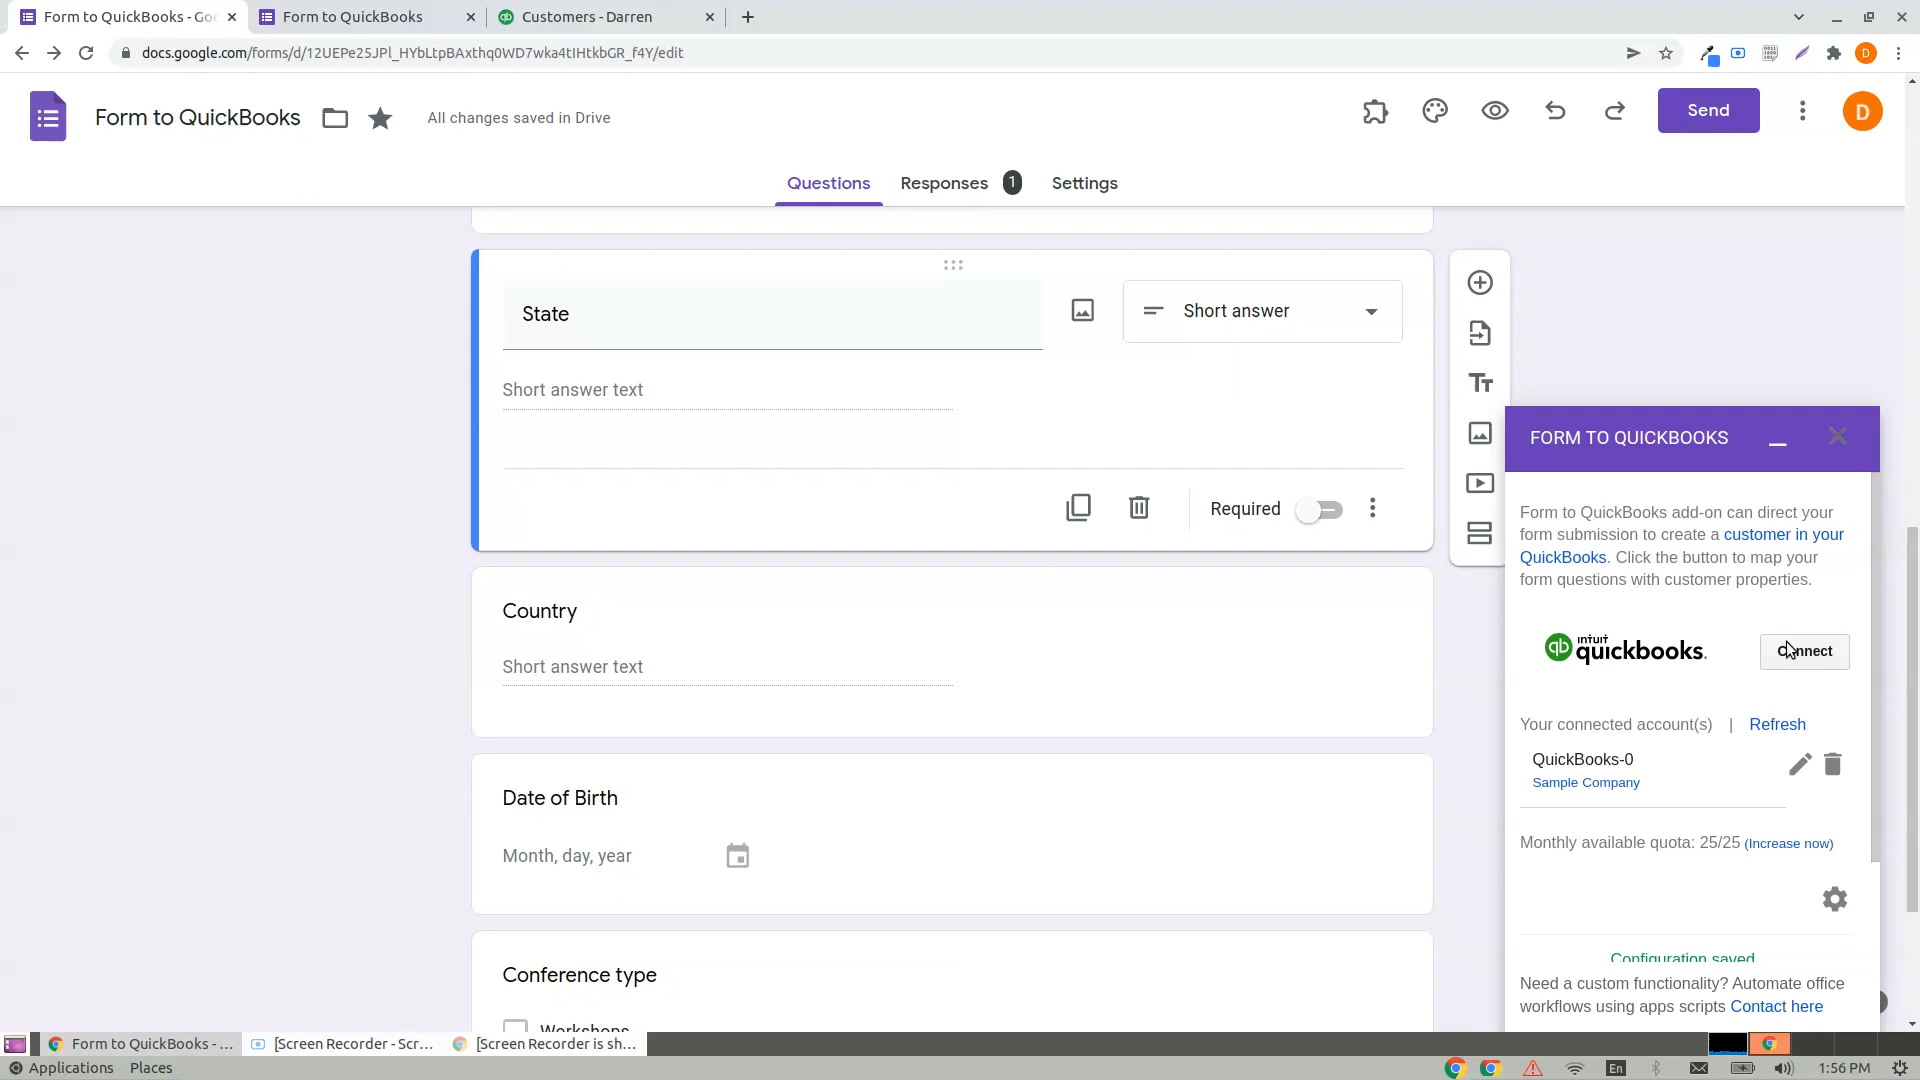 Form to QuickBooks - Goo
Form to QuickBooks
Customers - Darren
docs.google.com/forms/d/12UEPe25JPl_HYbLtpBAxthq0WD7wka4tIHtkbGR_f4Y/edit
D
Form to QuickBooks
All changes saved in Drive
Send
D
Questions
Responses 1
Settings
State
Short answer
Short answer text
Required
Country
Short answer text
Date of Birth
Month, day, year
Conference type
Workshops
FORM TO QUICKBOOKS
Form to QuickBooks add-on can direct your
form submission to create a customer in your
QuickBooks. Click the button to map your
form questions with customer properties.
qb intuit quickbooks.
Connect
Your connected account(s) | Refresh
QuickBooks-0
Sample Company
Monthly available quota: 25/25 (Increase now)
Configuration saved
Need a custom functionality? Automate office
workflows using apps scripts Contact here
Form to QuickBooks - ...
[Screen Recorder - Scr...
[Screen Recorder is sh...
Applications Places
En
1:56 PM